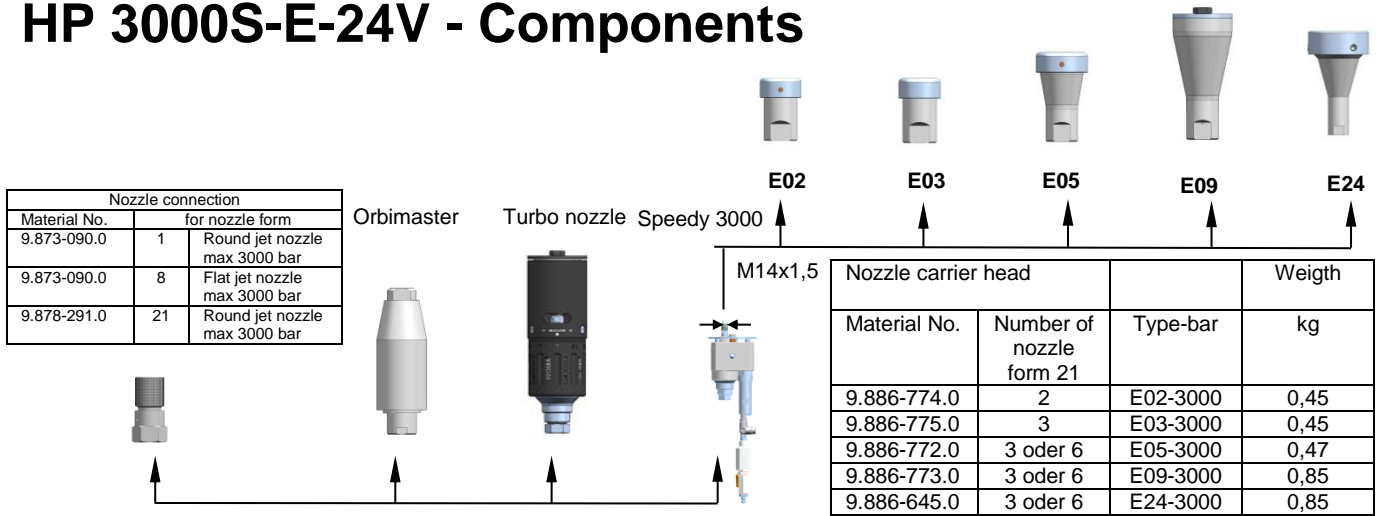 HP 3000S-E-24V - Components
E02 E03 E05 E09 E24
Nozzle connection
Material No. for nozzle form
9.873-090.0 1 Round jet nozzle
max 3000 bar
9.873-090.0 8 Flat jet nozzle
max 3000 bar
9.878-291.0 21 Round jet nozzle
max 3000 bar
Orbimaster Turbo nozzle Speedy 3000
M14x1,5
Nozzle carrier head Weigth
Material No. Number of Type-bar kg
nozzle
form 21
9.886-774.0 2 E02-3000 0,45
9.886-775.0 3 E03-3000 0,45
9.886-772.0 3 oder 6 E05-3000 0,47
9.886-773.0 3 oder 6 E09-3000 0,85
9.886-645.0 3 oder 6 E24-3000 0,85